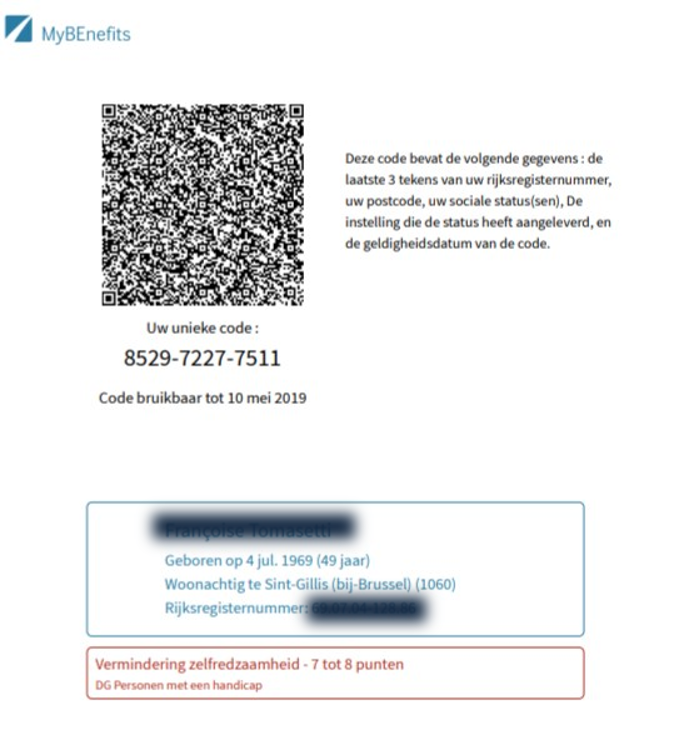 MyBEnefits
Deze code bevat de volgende gegevens : de
laatste 3 tekens van uw rijksregisternummer,
uw postcode, uw sociale status(sen), De
instelling die de status heeft aangeleverd, en
de geldigheidsdatum van de code.
Uw unieke code :
8529-7227-7511
Code bruikbaar tot 10 mei 2019
Geboren op 4 jul. 1969 (49 jaar)
Woonachtig te Sint-Gillis (bij-Brussel) (1060)
Rijksregisternummer:
Vermindering zelfredzaamheid - 7 tot 8 punten
DG Personen met een handicap